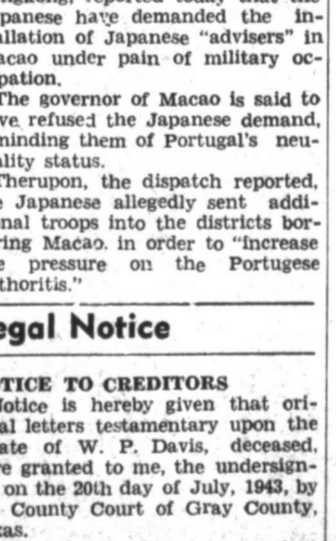 panese have demanded the in-
allation of Japanese "advisers" in
acao under pain of military oc-
pation.
The governor of Macao is said to
ve refused the Japanese demand,
minding them of Portugal's neu-
ality status.
Therupon, the dispatch reported,
e Japanese allegedly sent addi-
onal troops into the districts bor-
ring Macao. in order to "increase
e pressure on the Portugese
thoritis."
egal Notice
TICE TO CREDITORS
Notice is hereby given that ori-
al letters testamentary upon the
ate of W. P. Davis, deceased,
re granted to me, the undersign-
on the 20th day of July, 1943, by
County Court of Gray County,
xas.